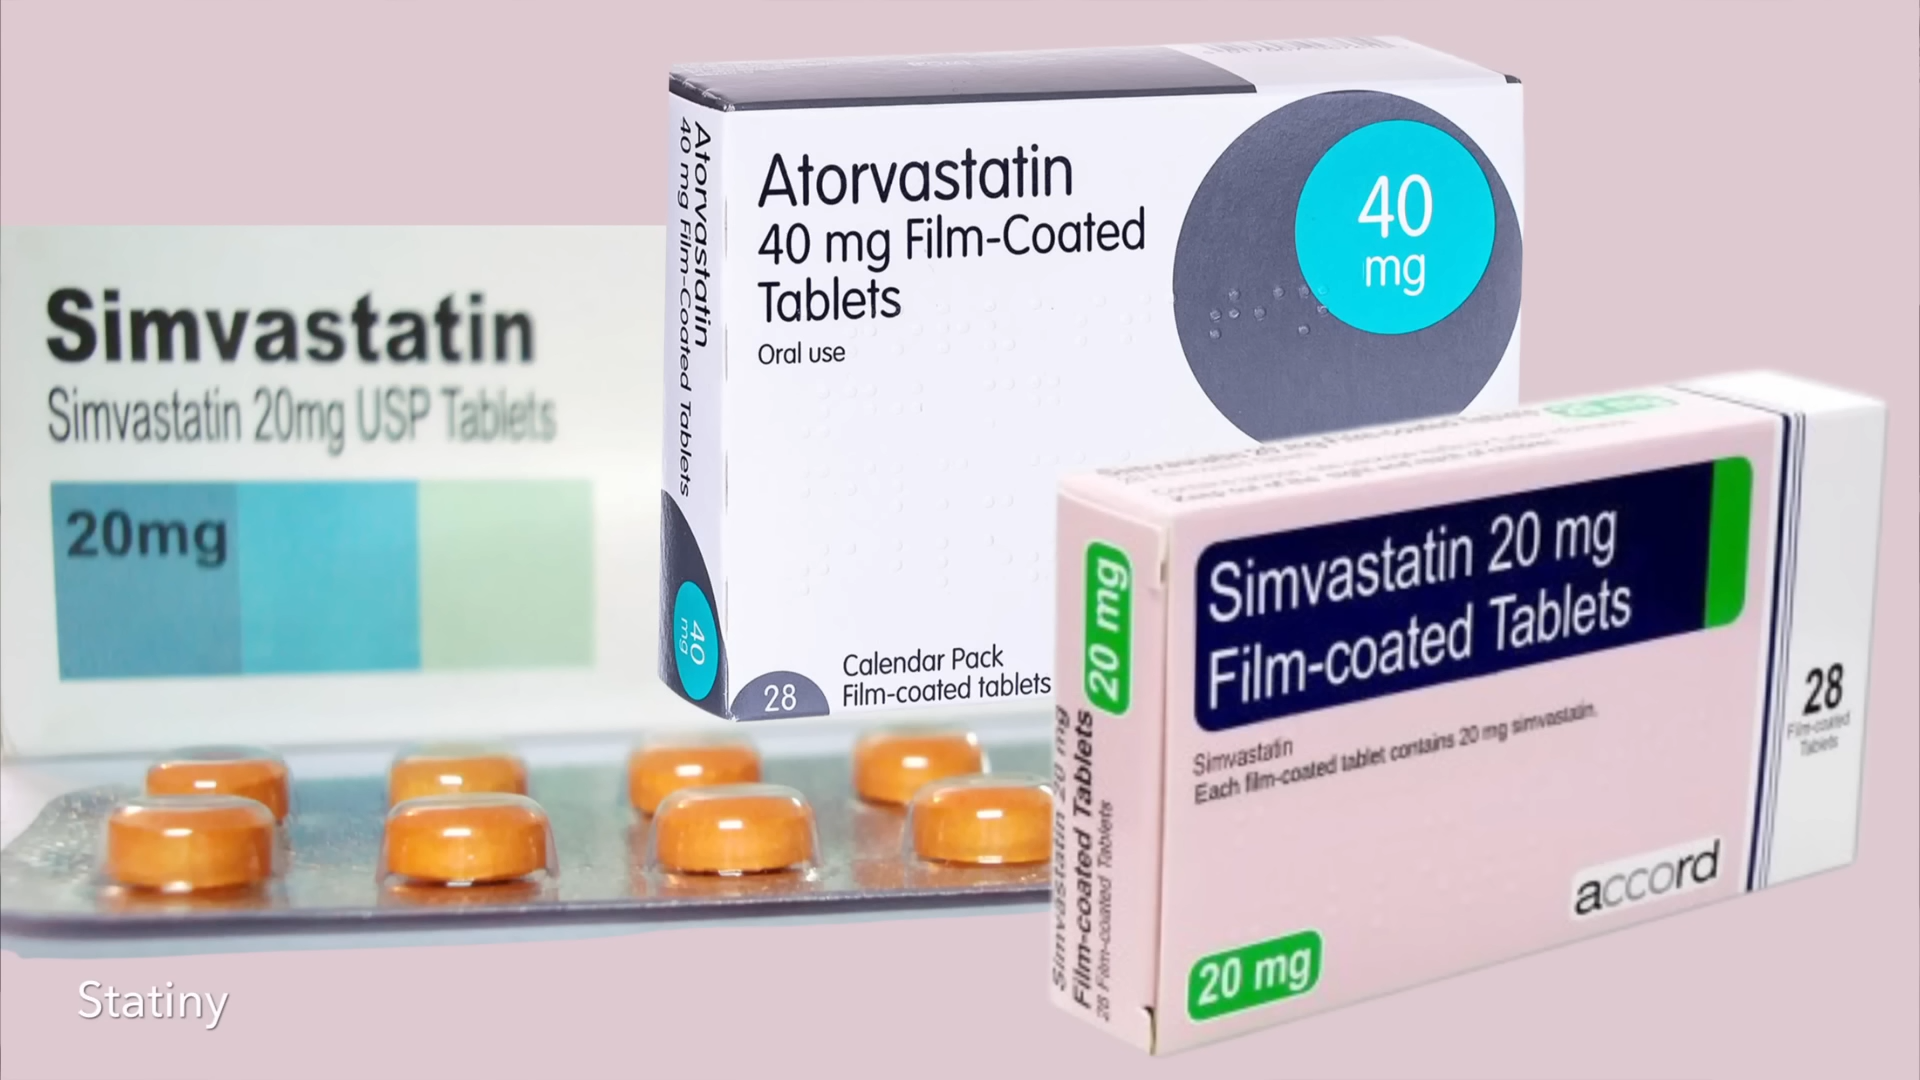 Simvastatin
Simvastatin 20mg USP Tablets
20mg
Atorvastatin
40 mg Film-Coated Tablets
40
mg
Atorvastatin
40 mg Film-Coated
Tablets
Oral use
40
mg
28
Calendar Pack
Film-coated tablets
20 mg
Simvastatin 20 mg
Film-coated Tablets
28 Film-coated Tablets
Simvastatin 20 mg
Film-coated Tablets
Simvastatin
Each film-coated tablet contains 20 mg simvastatin.
accord
20 mg
28
Film-coated
Tablets
Statiny